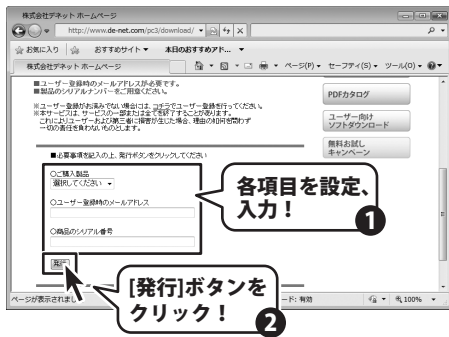 株式会社デネット ホームページ
http://www.de-net.com/pc3/download/
お気に入り おすすめサイト 本日のおすすめアド...
株式会社デネット ホームページ
ページ(P) セーフティ(S) ツール(O)
■ユーザー登録時のメールアドレスが必要です。
■製品のシリアルナンバーをご用意ください。
※ユーザー登録がお済みでない場合には、コチラでユーザー登録を行ってください。
※本サービスは、サービスの一部または全てを終了することがあります。
これによりユーザーおよび第三者に損害が生じた場合、理由の如何を問わず
一切の責任を負わないものとします。
PDFカタログ
ユーザー向け
ソフトダウンロード
無料お試し
キャンペーン
■必要事項を記入の上、発行ボタンをクリックしてください
○ご購入製品
選択してください
○ユーザー登録時のメールアドレス
○商品のシリアル番号
発行
各項目を設定、
入力！
1
[発行]ボタンを
クリック！
2
ページが表示されまし
ード: 有効
100%